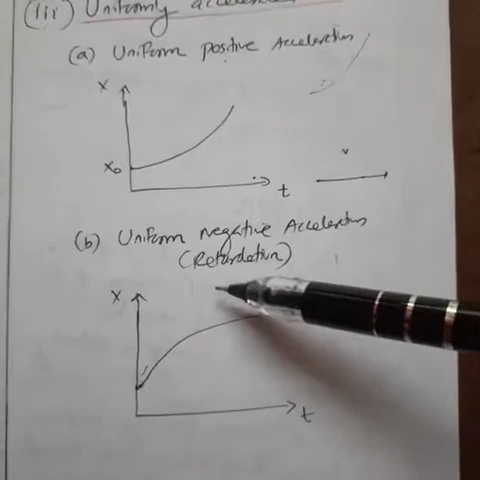 (iii) Uniformly
(a) Uniform positive Acceleration
x
x₀
t
v
(b) Uniform negative Acceleration
(Retardation)
x
t